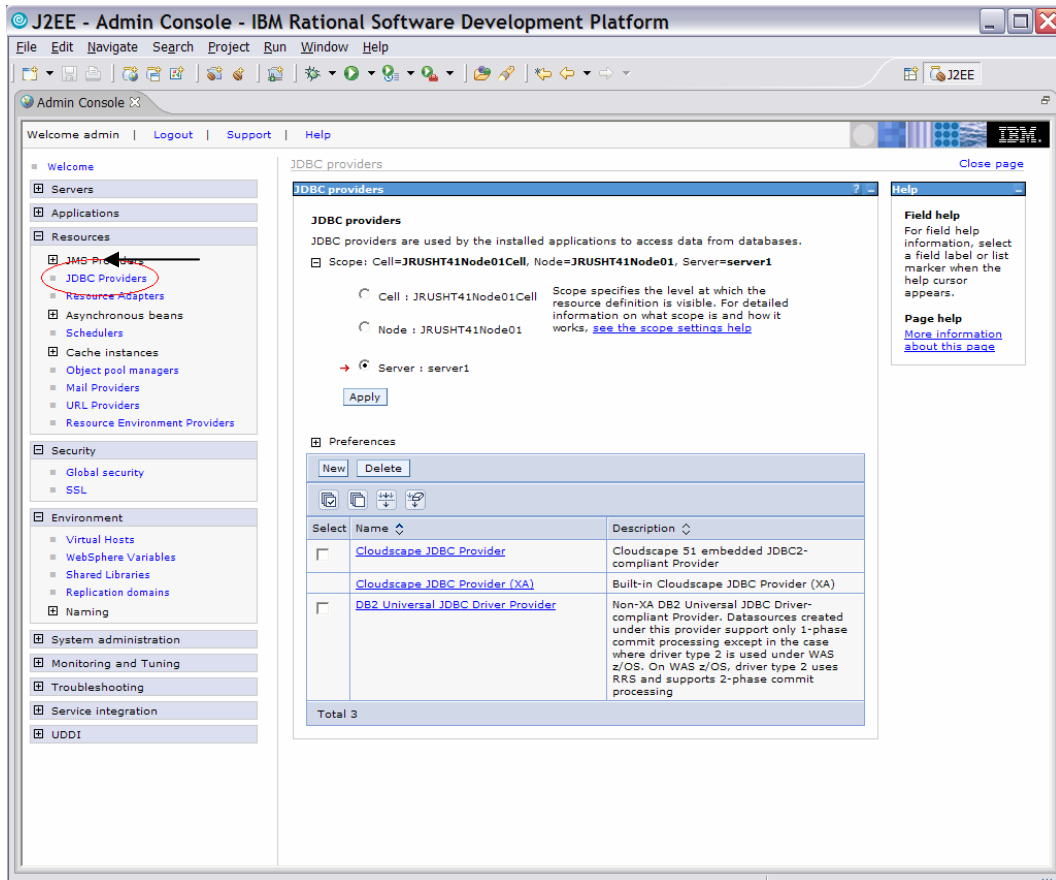 J2EE - Admin Console - IBM Rational Software Development Platform
File Edit Navigate Search Project Run Window Help
J2EE
Admin Console
Welcome admin | Logout | Support | Help
IBM.
Welcome
Servers
Applications
Resources
JMS Providers
JDBC Providers
Resource Adapters
Asynchronous beans
Schedulers
Cache instances
Object pool managers
Mail Providers
URL Providers
Resource Environment Providers
Security
Global security
SSL
Environment
Virtual Hosts
WebSphere Variables
Shared Libraries
Replication domains
Naming
System administration
Monitoring and Tuning
Troubleshooting
Service integration
UDDI
JDBC providers
Close page
JDBC providers ? -
JDBC providers
JDBC providers are used by the installed applications to access data from databases.
Scope: Cell=JRUSHT41Node01Cell, Node=JRUSHT41Node01, Server=server1
Cell : JRUSHT41Node01Cell
Node : JRUSHT41Node01
Server : server1
Scope specifies the level at which the
resource definition is visible. For detailed
information on what scope is and how it
works, see the scope settings help
Apply
Preferences
New Delete
Select Name Description
Cloudscape JDBC Provider
Cloudscape 51 embedded JDBC2-
compliant Provider
Cloudscape JDBC Provider (XA)
Built-in Cloudscape JDBC Provider (XA)
DB2 Universal JDBC Driver Provider
Non-XA DB2 Universal JDBC Driver-
compliant Provider. Datasources created
under this provider support only 1-phase
commit processing except in the case
where driver type 2 is used under WAS
z/OS. On WAS z/OS, driver type 2 uses
RRS and supports 2-phase commit
processing
Total 3
Help -
Field help
For field help
information, select
a field label or list
marker when the
help cursor
appears.
Page help
More information
about this page